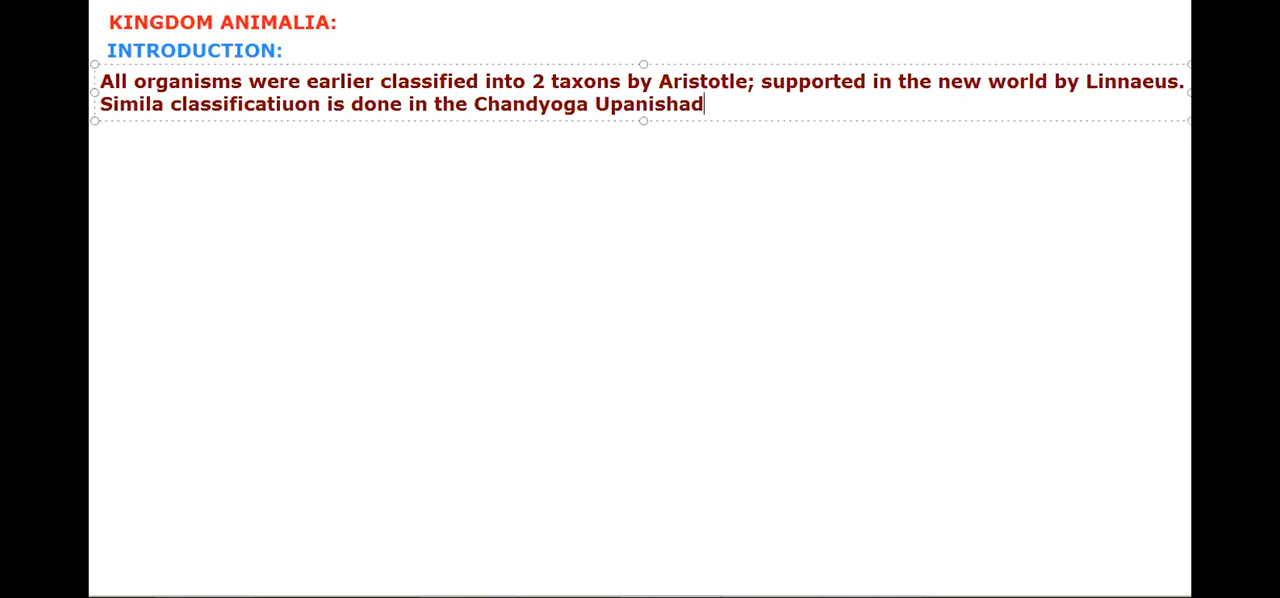 KINGDOM ANIMALIA:
INTRODUCTION:
All organisms were earlier classified into 2 taxons by Aristotle; supported in the new world by Linnaeus.
Simila classificatiuon is done in the Chandyoga Upanishad